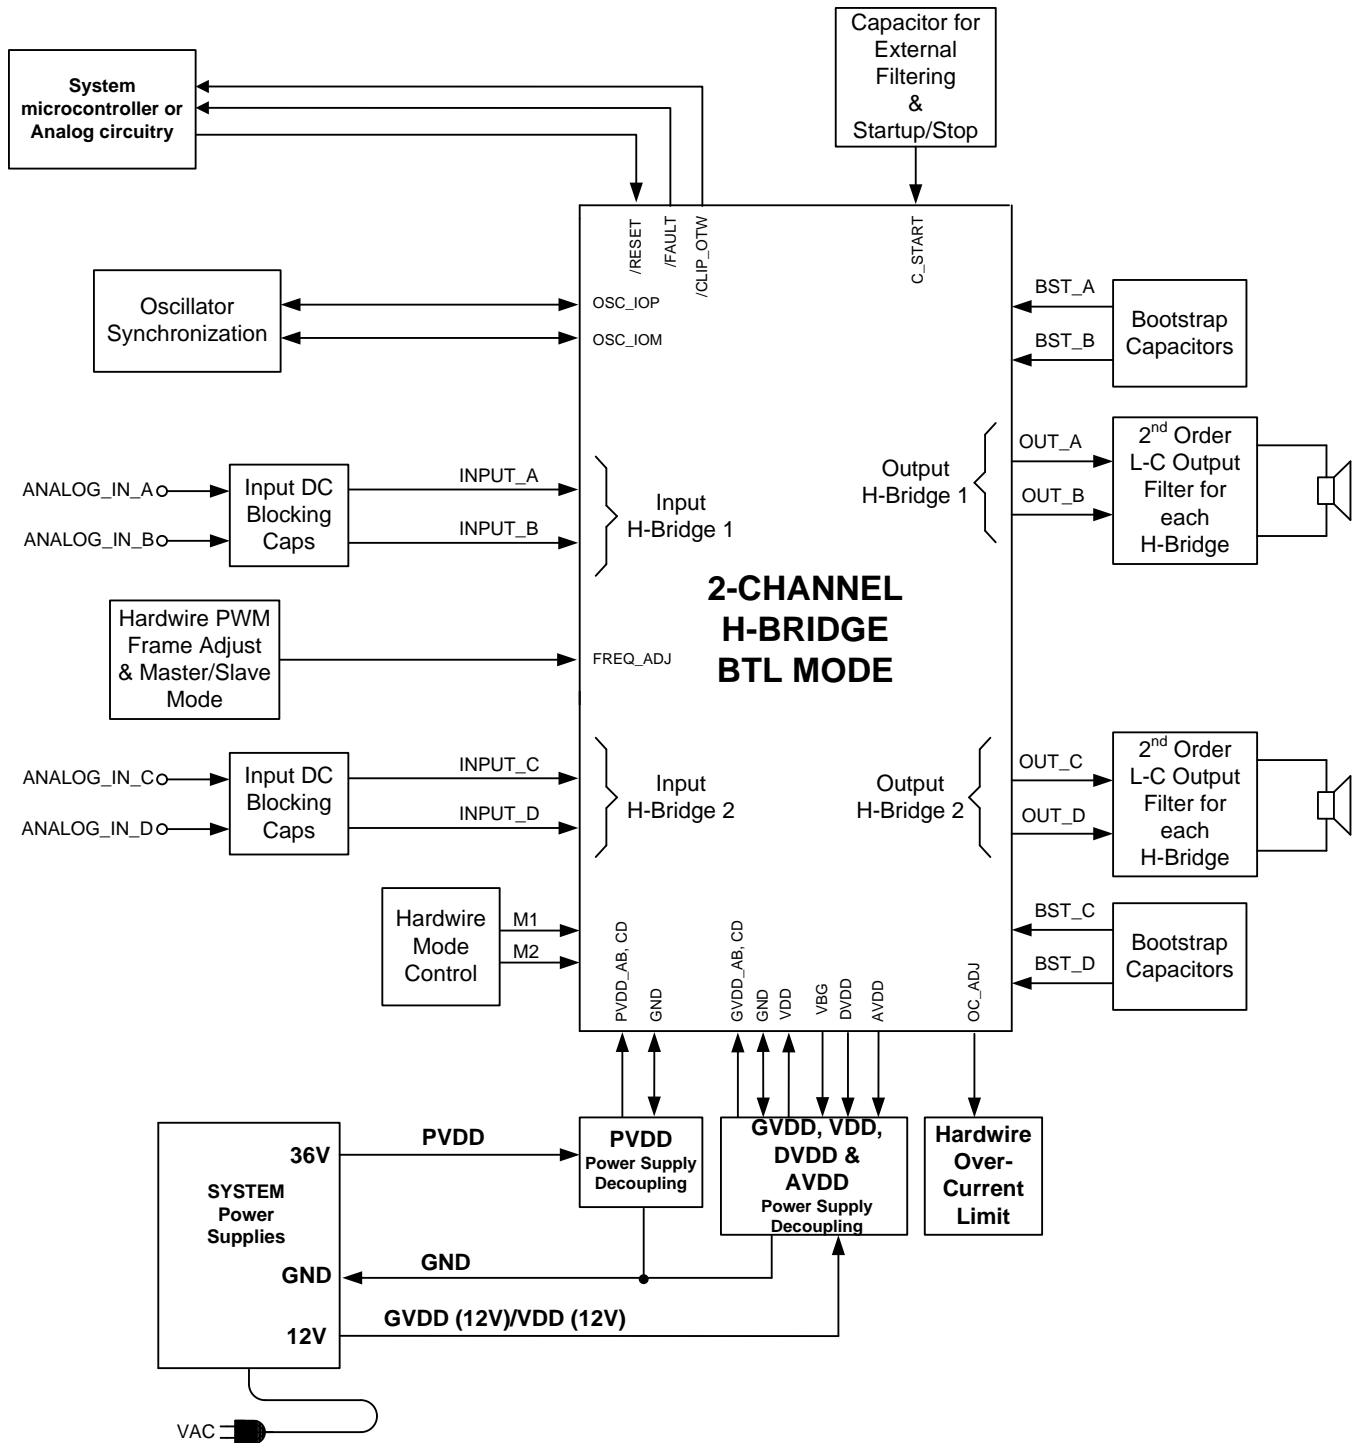 Capacitor for
External
Filtering
&
Startup/Stop
System
microcontroller or
Analog circuitry
/RESET
/FAULT
/CLIP_OTW
C_START
Oscillator
Synchronization
OSC_IOP
OSC_IOM
BST_A
BST_B
Bootstrap
Capacitors
ANALOG_IN_A
ANALOG_IN_B
Input DC
Blocking
Caps
INPUT_A
INPUT_B
Input
H-Bridge 1
Output
H-Bridge 1
OUT_A
OUT_B
2nd Order
L-C Output
Filter for
each
H-Bridge
2-CHANNEL
H-BRIDGE
BTL MODE
Hardwire PWM
Frame Adjust
& Master/Slave
Mode
FREQ_ADJ
ANALOG_IN_C
ANALOG_IN_D
Input DC
Blocking
Caps
INPUT_C
INPUT_D
Input
H-Bridge 2
Output
H-Bridge 2
OUT_C
OUT_D
2nd Order
L-C Output
Filter for
each
H-Bridge
Hardwire
Mode
Control
M1
M2
BST_C
BST_D
Bootstrap
Capacitors
PVDD_AB, CD
GND
GVDD_AB, CD
GND
VDD
VBG
DVDD
AVDD
OC_ADJ
PVDD
Power Supply
Decoupling
GVDD, VDD,
DVDD &
AVDD
Power Supply
Decoupling
Hardwire
Over-
Current
Limit
36V
PVDD
SYSTEM
Power
Supplies
GND
GND
12V
GVDD (12V)/VDD (12V)
VAC